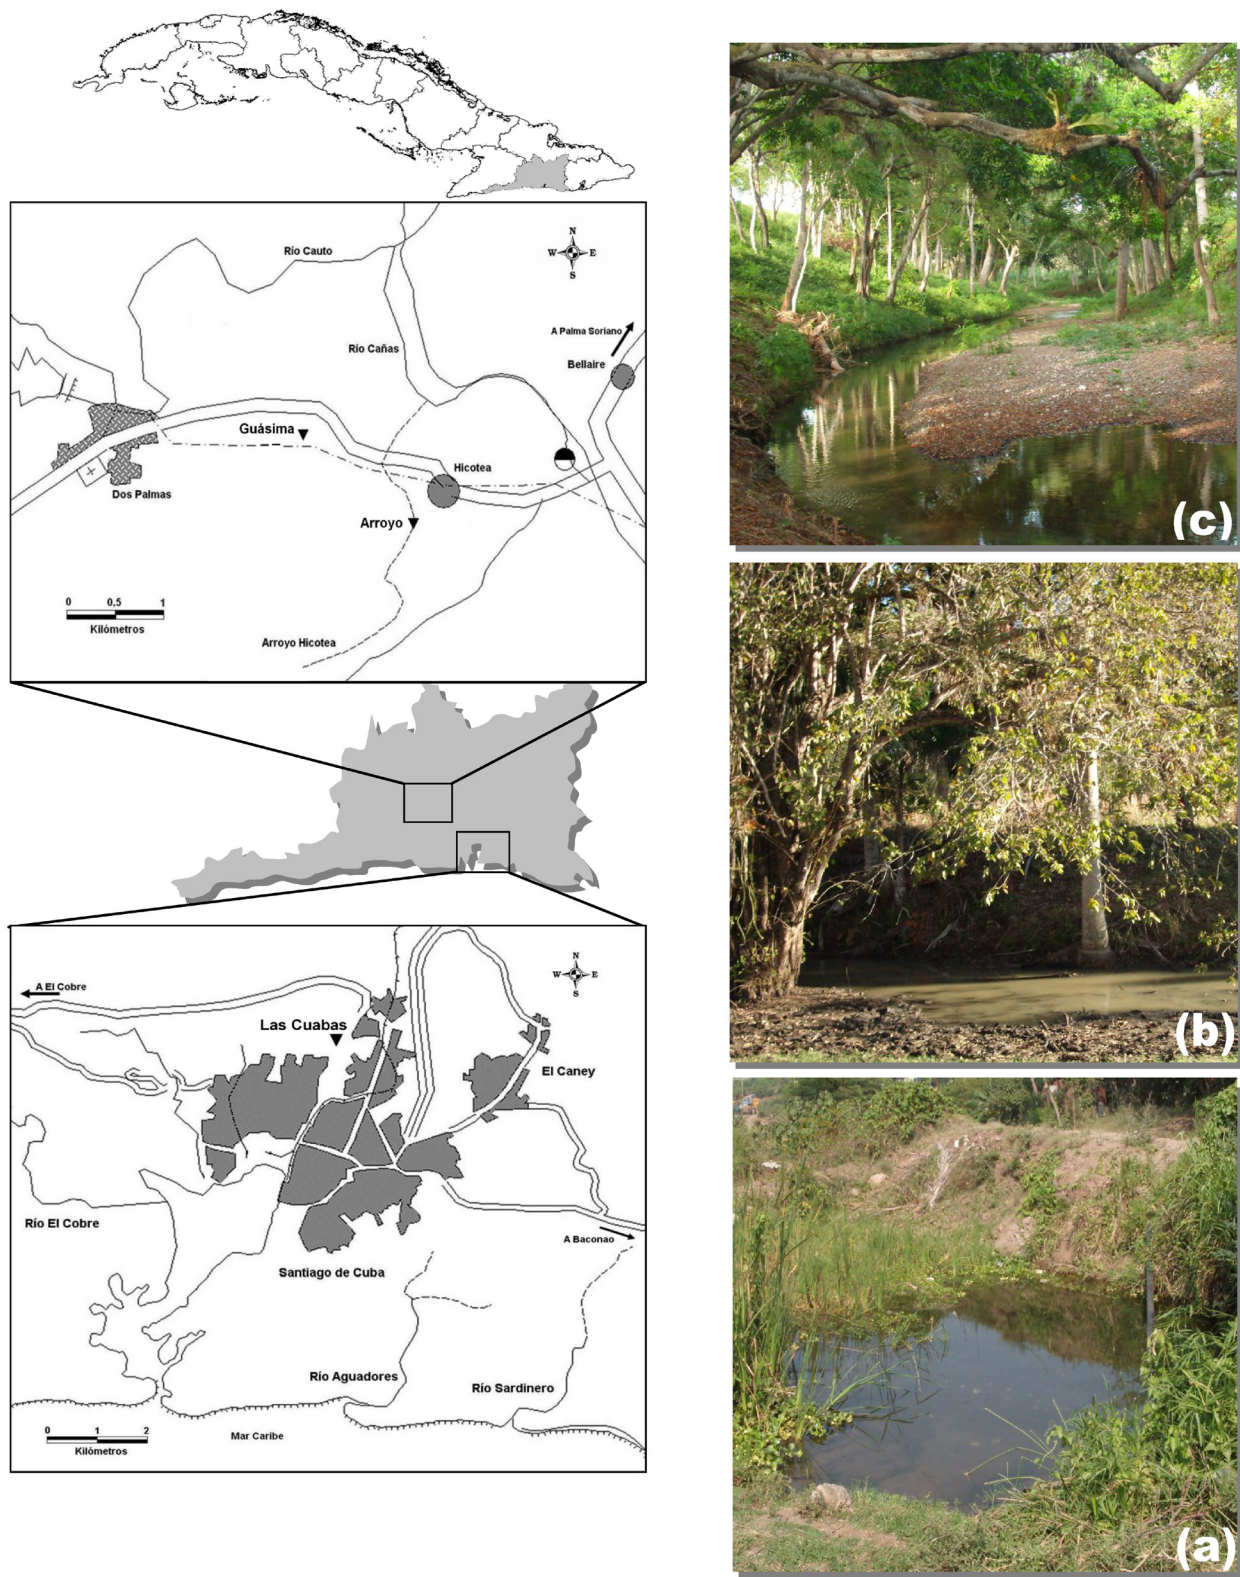 Río Cauto
N
W E
S
A Palma Soriano
Río Cañas
Bellaire
Guásima
Hicotea
Dos Palmas
Arroyo
0 0,5 1
Kilómetros
Arroyo Hicotea
N
W E
S
A El Cobre
Las Cuabas
El Caney
Río El Cobre
A Baconao
Santiago de Cuba
Río Aguadores
Río Sardinero
0 1 2
Kilómetros
Mar Caribe
(c)
(b)
(a)